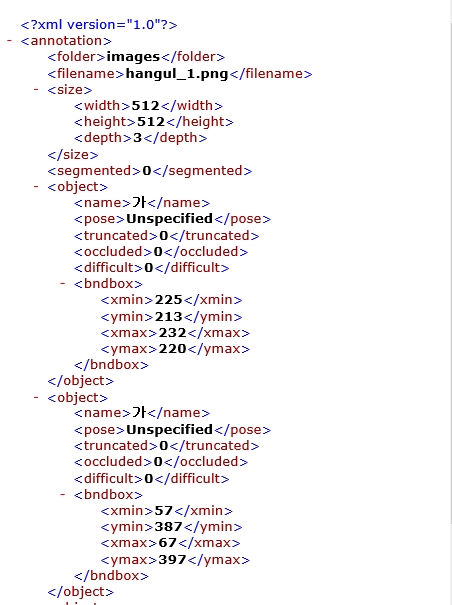 <?xml version="1.0"?>
- <annotation>
<folder>images</folder>
<filename>hangul_1.png</filename>
- <size>
<width>512</width>
<height>512</height>
<depth>3</depth>
</size>
<segmented>0</segmented>
- <object>
<name>가</name>
<pose>Unspecified</pose>
<truncated>0</truncated>
<occluded>0</occluded>
<difficult>0</difficult>
- <bndbox>
<xmin>225</xmin>
<ymin>213</ymin>
<xmax>232</xmax>
<ymax>220</ymax>
</bndbox>
</object>
- <object>
<name>가</name>
<pose>Unspecified</pose>
<truncated>0</truncated>
<occluded>0</occluded>
<difficult>0</difficult>
- <bndbox>
<xmin>57</xmin>
<ymin>387</ymin>
<xmax>67</xmax>
<ymax>397</ymax>
</bndbox>
</object>